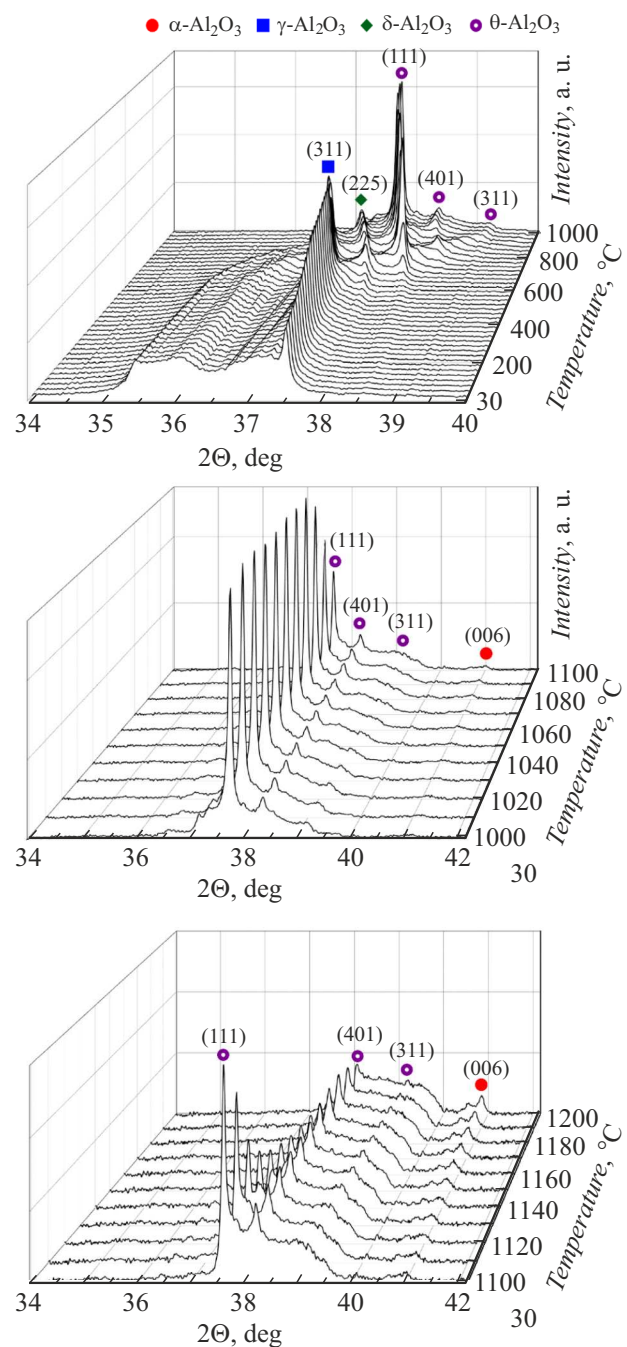 α-Al2O3 γ-Al2O3 δ-Al2O3 θ-Al2O3
(111)
(311)
(225)
(401)
(311)
Intensity, a. u.
1000
800
600
400
200
30
Temperature, °C
34 35 36 37 38 39 40
2Θ, deg
(111)
(401)
(311)
(006)
Intensity, a. u.
1100
1080
1060
1040
1020
1000
30
Temperature, °C
34 36 38 40 42
2Θ, deg
(111)
(401)
(311)
(006)
1200
1180
1160
1140
1120
1100
30
Temperature, °C
34 36 38 40 42
2Θ, deg